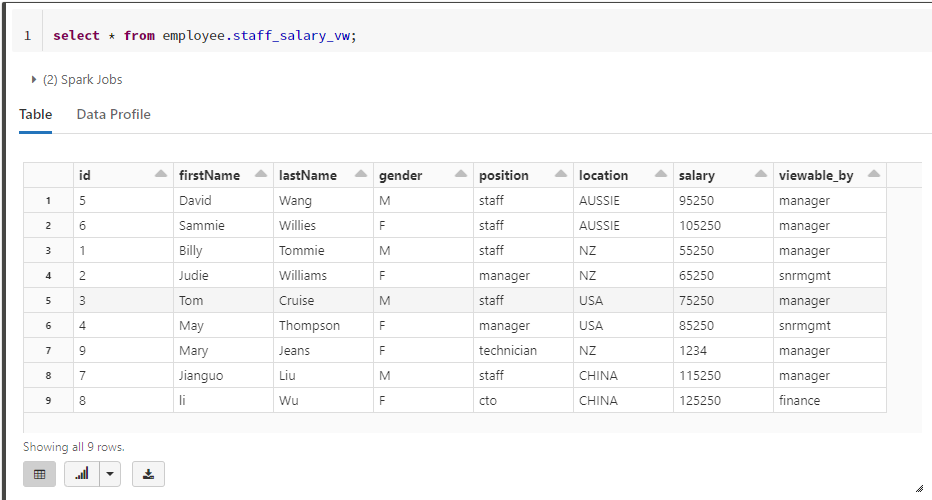 1 select * from employee.staff_salary_vw;
(2) Spark Jobs
Table Data Profile
id firstName lastName gender position location salary viewable_by
1 5 David Wang M staff AUSSIE 95250 manager
2 6 Sammie Willies F staff AUSSIE 105250 manager
3 1 Billy Tommie M staff NZ 55250 manager
4 2 Judie Williams F manager NZ 65250 snrmgmt
5 3 Tom Cruise M staff USA 75250 manager
6 4 May Thompson F manager USA 85250 snrmgmt
7 9 Mary Jeans F technician NZ 1234 manager
8 7 Jianguo Liu M staff CHINA 115250 manager
9 8 li Wu F cto CHINA 125250 finance
Showing all 9 rows.